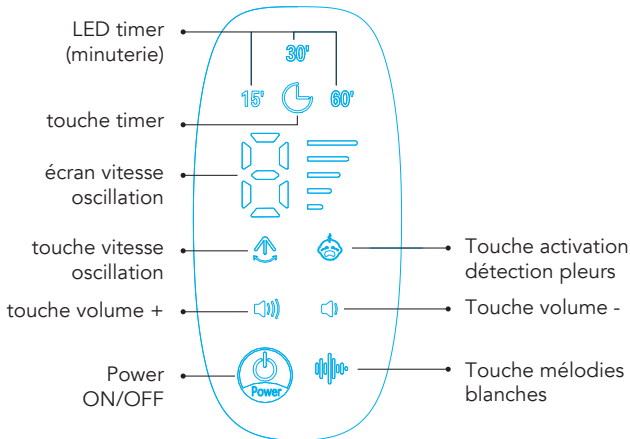 LED timer
(minuterie)
30'
15'
60'
touche timer
écran vitesse
oscillation
touche vitesse
oscillation
Touche activation
détection pleurs
touche volume +
Touche volume -
Power
ON/OFF
Power
Touche mélodies
blanches